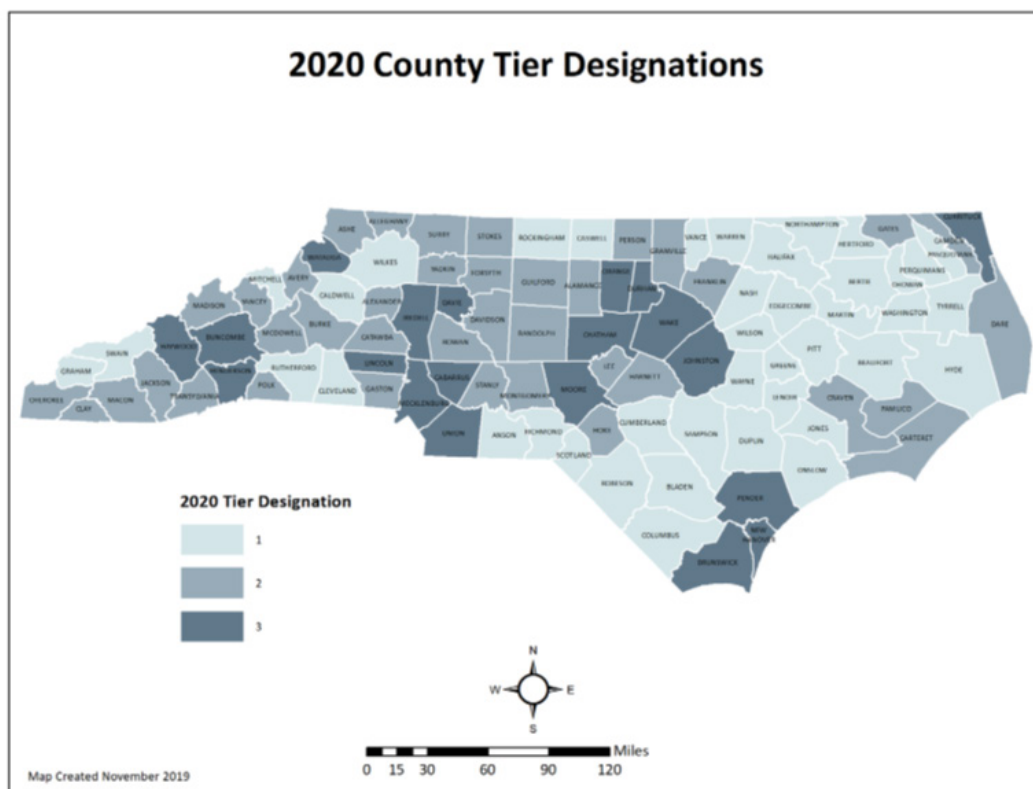 2020 County Tier Designations
CURRITUCK
ALLEGHANY
NORTHAMPTON
ASHE
SURRY
STOKES
ROCKINGHAM
CASWELL
PERSON
VANCE
WARREN
GATES
GRANVILLE
HERTFORD
CAMDEN
HALIFAX
WILKES
YADKIN
FORSYTH
ORANGE
PERQUIMANS
MITCHELL
AVERY
GUILFORD
ALAMANCE
DURHAM
FRANKLIN
BERTIE
CHOWAN
CALDWELL
ALEXANDER
DAVIE
NASH
MADISON
YANCEY
IREDELL
EDGECOMBE
TYRRELL
DAVIDSON
MARTIN
WASHINGTON
BURKE
WAKE
DARE
BUNCOMBE
MCDOWELL
CATAWBA
ROWAN
RANDOLPH
CHATHAM
WILSON
HAYWOOD
SWAIN
PITT
LINCOLN
JOHNSTON
BEAUFORT
RUTHERFORD
GREENE
HYDE
GRAHAM
HENDERSON
CABARRUS
LEE
HARNETT
WAYNE
JACKSON
POLK
CLEVELAND
GASTON
STANLY
MOORE
LENOIR
CRAVEN
TRANSYLVANIA
MONTGOMERY
CHEROKEE
MACON
MECKLENBURG
PAMLICO
CLAY
CUMBERLAND
JONES
HOKE
SAMPSON
UNION
ANSON
RICHMOND
DUPLIN
CARTERET
SCOTLAND
ONSLOW
ROBESON
BLADEN
PENDER
2020 Tier Designation
NEW
COLUMBUS
HANOVER
1
BRUNSWICK
2
3
N
W
E
S
Miles
0 15 30 60 90 120
Map Created November 2019